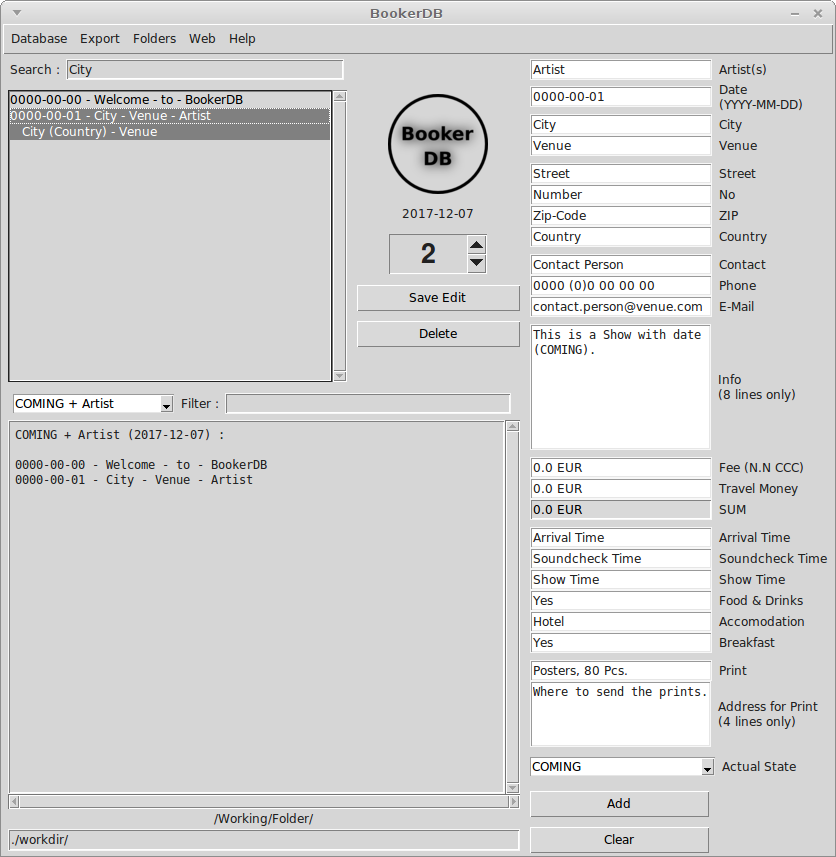 BookerDB
Database Export Folders Web Help
Search : City
0000-00-00 - Welcome - to - BookerDB
0000-00-01 - City - Venue - Artist
City (Country) - Venue
Booker
DB
2017-12-07
2
Save Edit
Delete
COMING + Artist Filter :
COMING + Artist (2017-12-07) :
0000-00-00 - Welcome - to - BookerDB
0000-00-01 - City - Venue - Artist
/Working/Folder/
./workdir/
Artist Artist(s)
0000-00-01 Date
(YYYY-MM-DD)
City City
Venue Venue
Street Street
Number No
Zip-Code ZIP
Country Country
Contact Person Contact
0000 (0)0 00 00 00 Phone
contact.person@venue.com E-Mail
This is a Show with date
(COMING).
Info
(8 lines only)
0.0 EUR Fee (N.N CCC)
0.0 EUR Travel Money
0.0 EUR SUM
Arrival Time Arrival Time
Soundcheck Time Soundcheck Time
Show Time Show Time
Yes Food & Drinks
Hotel Accomodation
Yes Breakfast
Posters, 80 Pcs. Print
Where to send the prints.
Address for Print
(4 lines only)
COMING Actual State
Add
Clear